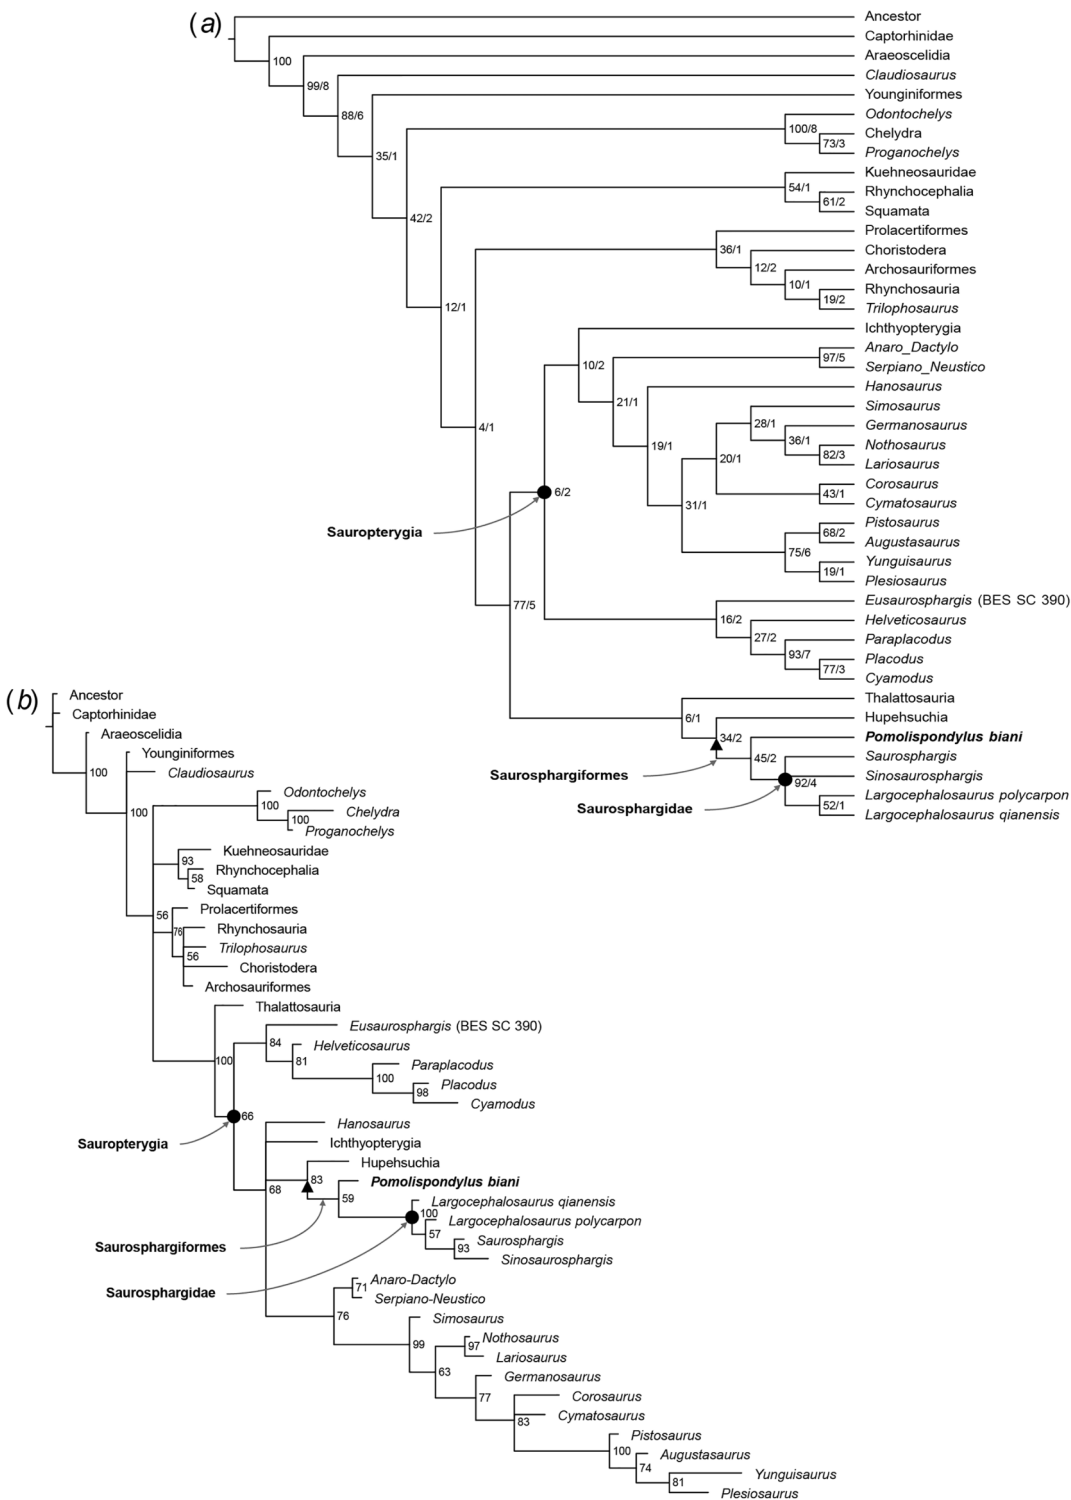 (a)
Ancestor
Captorhinidae
100
Araeoscelidia
99/8
Claudiosaurus
88/6
Younginiformes
35/1
Odontochelys
100/8
Chelydra
73/3
Proganochelys
42/2
Kuehneosauridae
54/1
Rhynchocephalia
61/2
Squamata
12/1
Prolacertiformes
36/1
Choristodera
12/2
Archosauriformes
10/1
Rhynchosauria
19/2
Trilophosaurus
4/1
Ichthyopterygia
10/2
Anaro_Dactylo
97/5
Serpiano_Neustico
21/1
Hanosaurus
19/1
Simosaurus
28/1
Germanosaurus
36/1
Nothosaurus
82/3
Lariosaurus
20/1
Corosaurus
43/1
Cymatosaurus
31/1
Pistosaurus
68/2
Augustasaurus
75/6
Yunguisaurus
19/1
Plesiosaurus
6/2
Sauropterygia
77/5
Eusaurosphargis (BES SC 390)
16/2
Helveticosaurus
27/2
Paraplacodus
93/7
Placodus
77/3
Cyamodus
Thalattosauria
6/1
Hupehsuchia
34/2
Pomolispondylus biani
45/2
Saurosphargis
Saurosphargiformes
Sinosaurosphargis
92/4
Saurosphargidae
Largocephalosaurus polycarpon
52/1
Largocephalosaurus qianensis
(b)
Ancestor
Captorhinidae
Araeoscelidia
100
Younginiformes
Claudiosaurus
100
Odontochelys
100
Chelydra
100
Proganochelys
Kuehneosauridae
93
Rhynchocephalia
58
Squamata
56
Prolacertiformes
76
Rhynchosauria
Trilophosaurus
56
Choristodera
Archosauriformes
Thalattosauria
100
Eusaurosphargis (BES SC 390)
84
Helveticosaurus
81
Paraplacodus
100
Placodus
98
Cyamodus
66
Sauropterygia
Hanosaurus
Ichthyopterygia
68
Hupehsuchia
83
Pomolispondylus biani
59
Largocephalosaurus qianensis
100
Largocephalosaurus polycarpon
57
Saurosphargis
93
Sinosaurosphargis
Saurosphargiformes
Saurosphargidae
Anaro-Dactylo
71
Serpiano-Neustico
76
Simosaurus
99
Nothosaurus
97
Lariosaurus
63
Germanosaurus
77
Corosaurus
Cymatosaurus
83
Pistosaurus
100
Augustasaurus
74
Yunguisaurus
81
Plesiosaurus